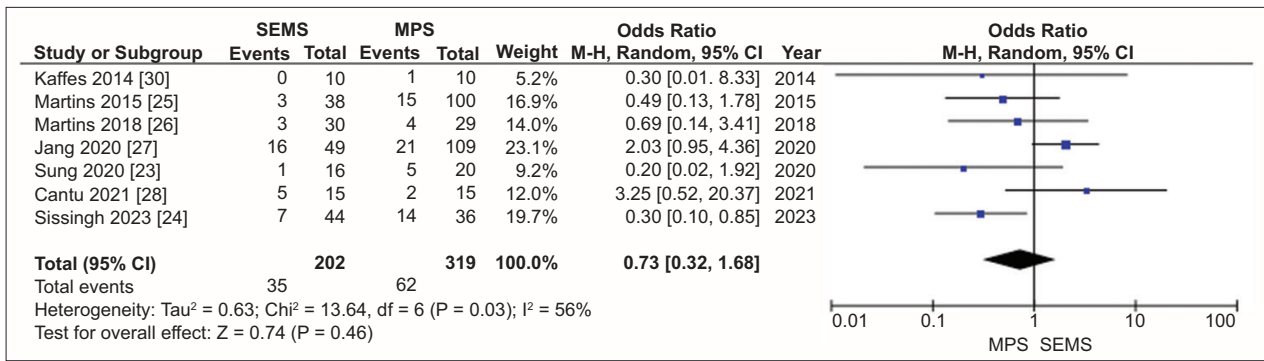 SEMS MPS Odds Ratio Odds Ratio
Study or Subgroup Events Total Events Total Weight M-H, Random, 95% CI Year M-H, Random, 95% CI
Kaffes 2014 [30] 0 10 1 10 5.2% 0.30 [0.01. 8.33] 2014
Martins 2015 [25] 3 38 15 100 16.9% 0.49 [0.13, 1.78] 2015
Martins 2018 [26] 3 30 4 29 14.0% 0.69 [0.14, 3.41] 2018
Jang 2020 [27] 16 49 21 109 23.1% 2.03 [0.95, 4.36] 2020
Sung 2020 [23] 1 16 5 20 9.2% 0.20 [0.02, 1.92] 2020
Cantu 2021 [28] 5 15 2 15 12.0% 3.25 [0.52, 20.37] 2021
Sissingh 2023 [24] 7 44 14 36 19.7% 0.30 [0.10, 0.85] 2023
Total (95% CI) 202 319 100.0% 0.73 [0.32, 1.68]
Total events 35 62
Heterogeneity: Tau² = 0.63; Chi² = 13.64, df = 6 (P = 0.03); I² = 56%
Test for overall effect: Z = 0.74 (P = 0.46)
0.01 0.1 1 10 100
MPS SEMS